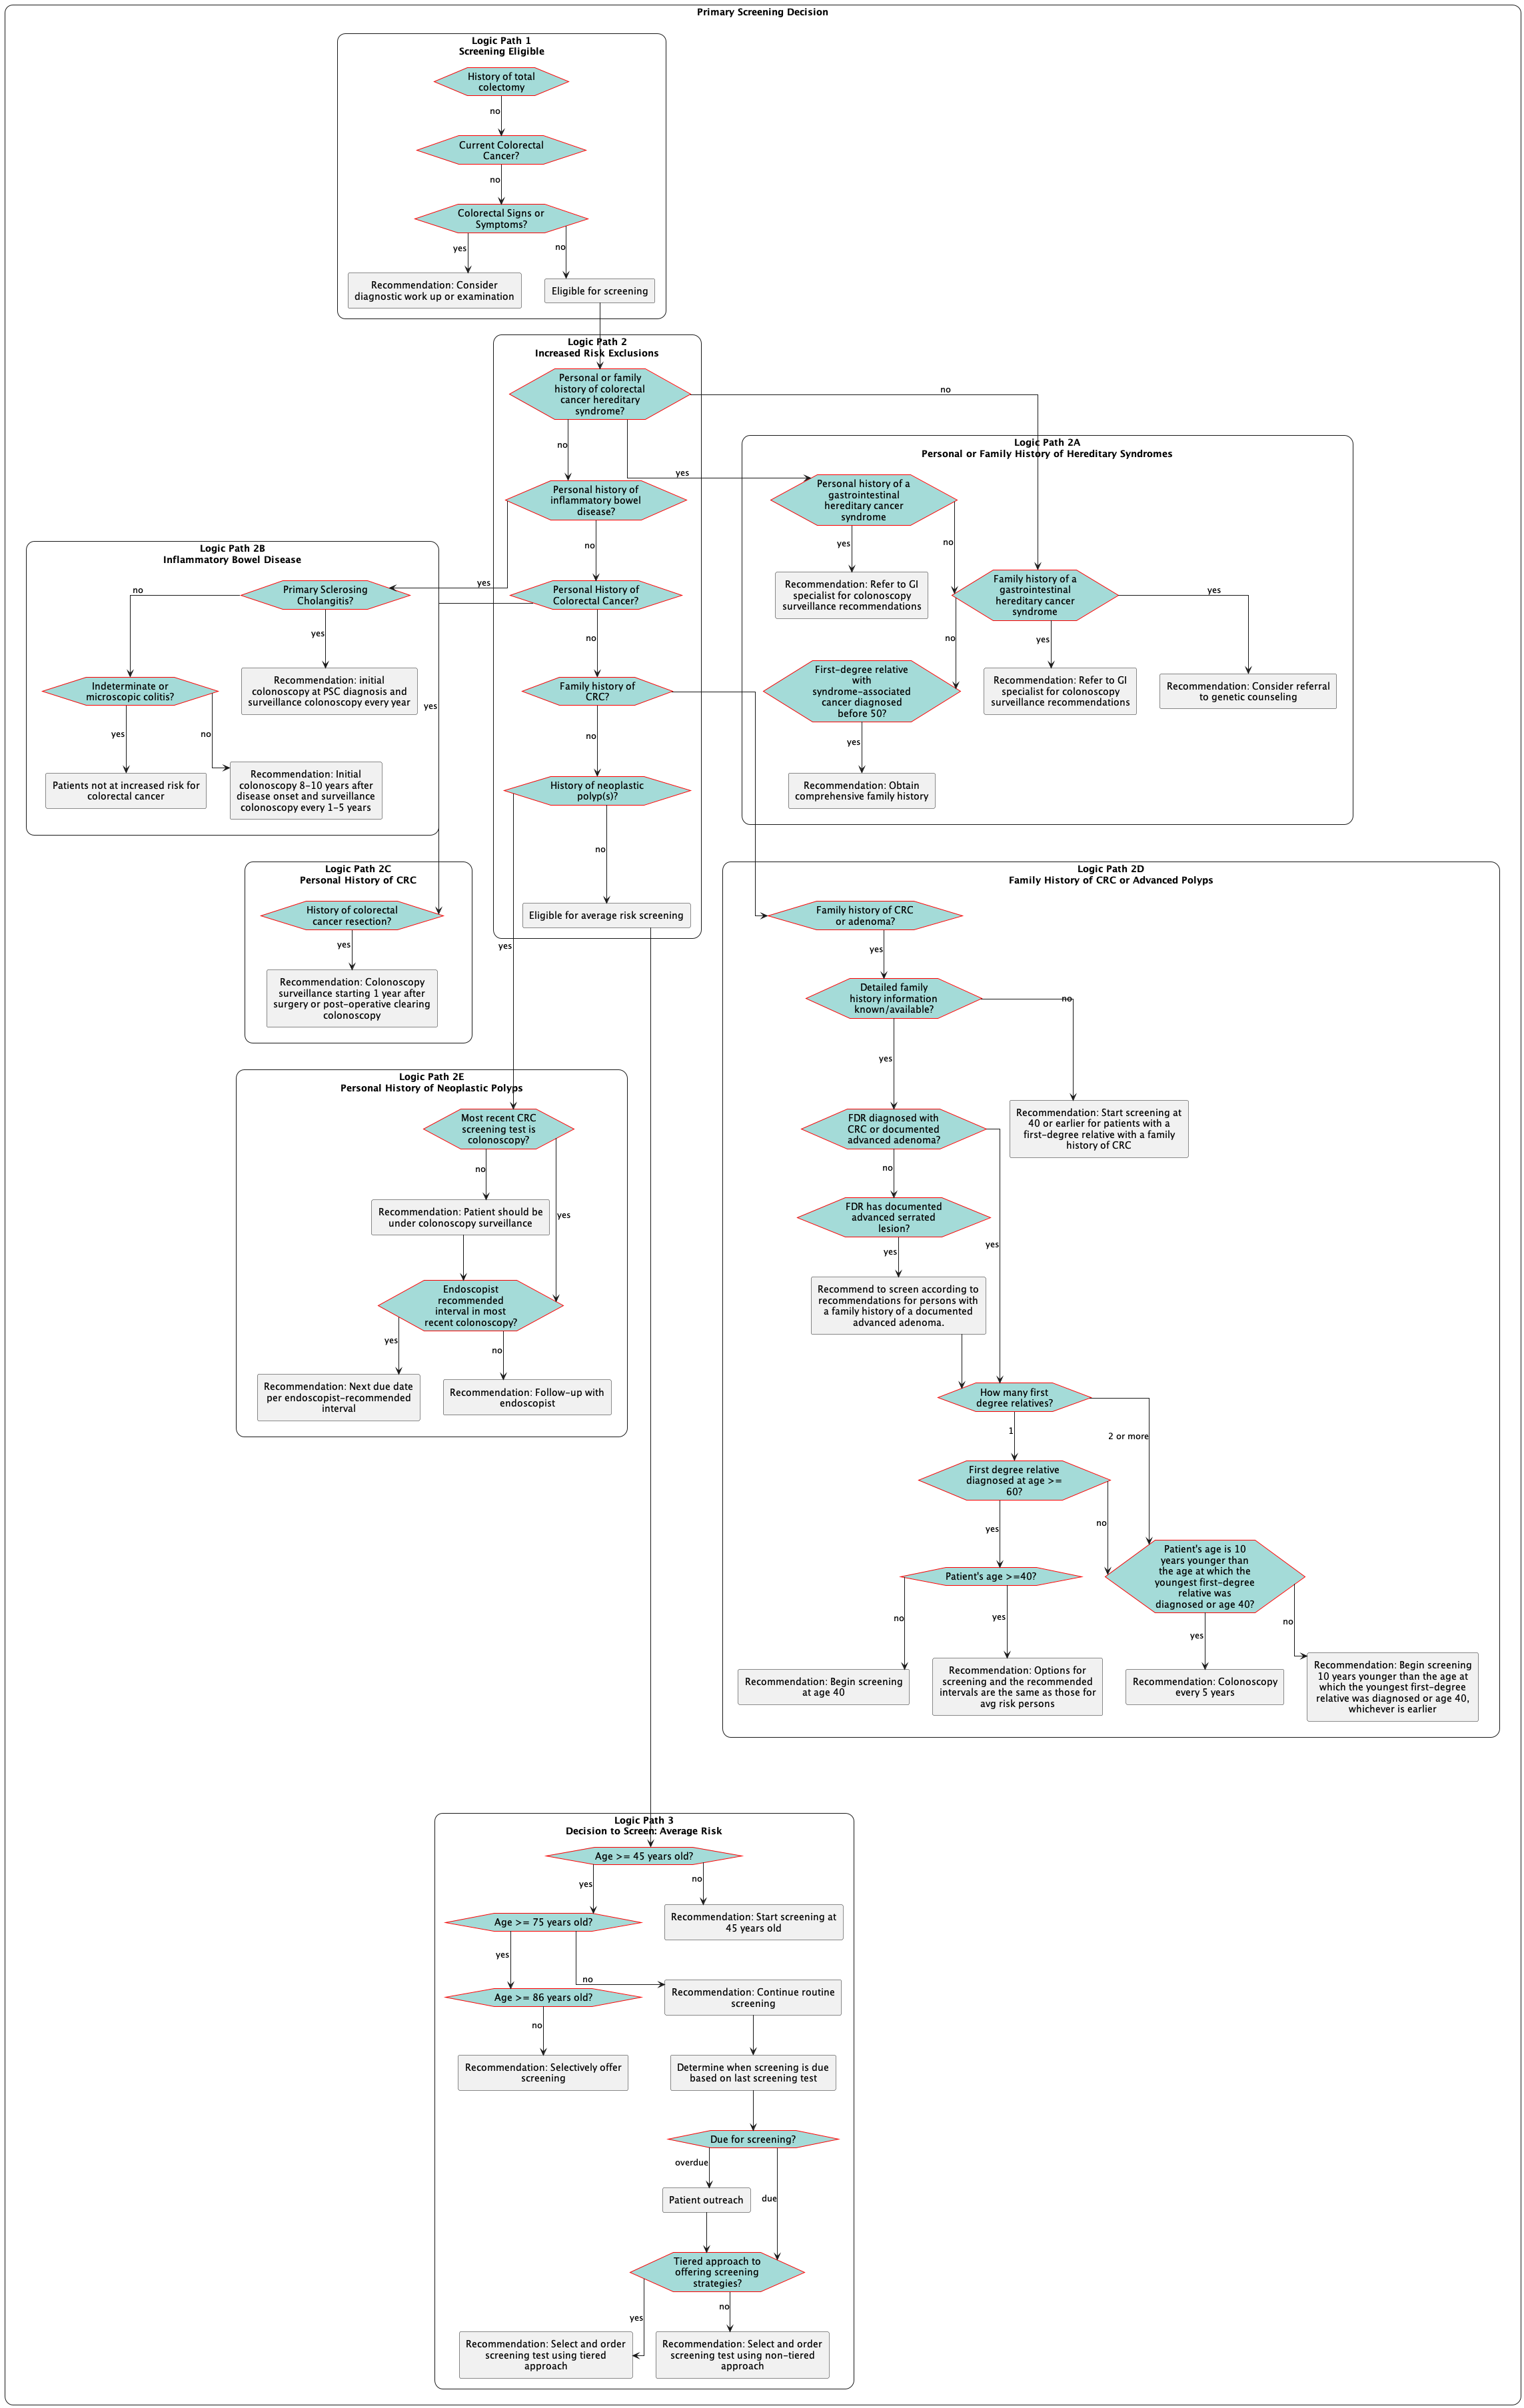 Primary Screening Decision
Logic Path 1
Screening Eligible
History of total
colectomy
no
Current Colorectal
Cancer?
no
Colorectal Signs or
Symptoms?
yes
no
Recommendation: Consider
diagnostic work up or examination
Eligible for screening
Logic Path 2
Increased Risk Exclusions
Personal or family
history of colorectal
cancer hereditary
syndrome?
no
no
yes
Personal history of
inflammatory bowel
disease?
no
yes
Personal History of
Colorectal Cancer?
no
yes
Family history of
CRC?
no
History of neoplastic
polyp(s)?
no
yes
Eligible for average risk screening
Logic Path 2A
Personal or Family History of Hereditary Syndromes
Personal history of a
gastrointestinal
hereditary cancer
syndrome
yes
no
Recommendation: Refer to GI
specialist for colonoscopy
surveillance recommendations
Family history of a
gastrointestinal
hereditary cancer
syndrome
yes
no
yes
First-degree relative
with
syndrome-associated
cancer diagnosed
before 50?
yes
Recommendation: Refer to GI
specialist for colonoscopy
surveillance recommendations
Recommendation: Consider referral
to genetic counseling
Recommendation: Obtain
comprehensive family history
Logic Path 2B
Inflammatory Bowel Disease
Primary Sclerosing
Cholangitis?
no
yes
Indeterminate or
microscopic colitis?
yes
no
Recommendation: initial
colonoscopy at PSC diagnosis and
surveillance colonoscopy every year
Patients not at increased risk for
colorectal cancer
Recommendation: Initial
colonoscopy 8-10 years after
disease onset and surveillance
colonoscopy every 1-5 years
Logic Path 2C
Personal History of CRC
History of colorectal
cancer resection?
yes
Recommendation: Colonoscopy
surveillance starting 1 year after
surgery or post-operative clearing
colonoscopy
Logic Path 2D
Family History of CRC or Advanced Polyps
Family history of CRC
or adenoma?
yes
Detailed family
history information
known/available?
no
yes
FDR diagnosed with
CRC or documented
advanced adenoma?
Recommendation: Start screening at
40 or earlier for patients with a
first-degree relative with a family
history of CRC
no
FDR has documented
advanced serrated
lesion?
yes
yes
Recommend to screen according to
recommendations for persons with
a family history of a documented
advanced adenoma.
How many first
degree relatives?
1
2 or more
First degree relative
diagnosed at age >=
60?
yes
no
Patient's age >=40?
Patient's age is 10
years younger than
the age at which the
youngest first-degree
relative was
diagnosed or age 40?
no
yes
yes
no
Recommendation: Begin screening
at age 40
Recommendation: Options for
screening and the recommended
intervals are the same as those for
avg risk persons
Recommendation: Colonoscopy
every 5 years
Recommendation: Begin screening
10 years younger than the age at
which the youngest first-degree
relative was diagnosed or age 40,
whichever is earlier
Logic Path 2E
Personal History of Neoplastic Polyps
Most recent CRC
screening test is
colonoscopy?
no
yes
Recommendation: Patient should be
under colonoscopy surveillance
Endoscopist
recommended
interval in most
recent colonoscopy?
yes
no
Recommendation: Next due date
per endoscopist-recommended
interval
Recommendation: Follow-up with
endoscopist
Logic Path 3
Decision to Screen: Average Risk
Age >= 45 years old?
yes
no
Age >= 75 years old?
Recommendation: Start screening at
45 years old
yes
no
Age >= 86 years old?
Recommendation: Continue routine
screening
no
Recommendation: Selectively offer
screening
Determine when screening is due
based on last screening test
Due for screening?
overdue
due
Patient outreach
Tiered approach to
offering screening
strategies?
yes
no
Recommendation: Select and order
screening test using tiered
approach
Recommendation: Select and order
screening test using non-tiered
approach